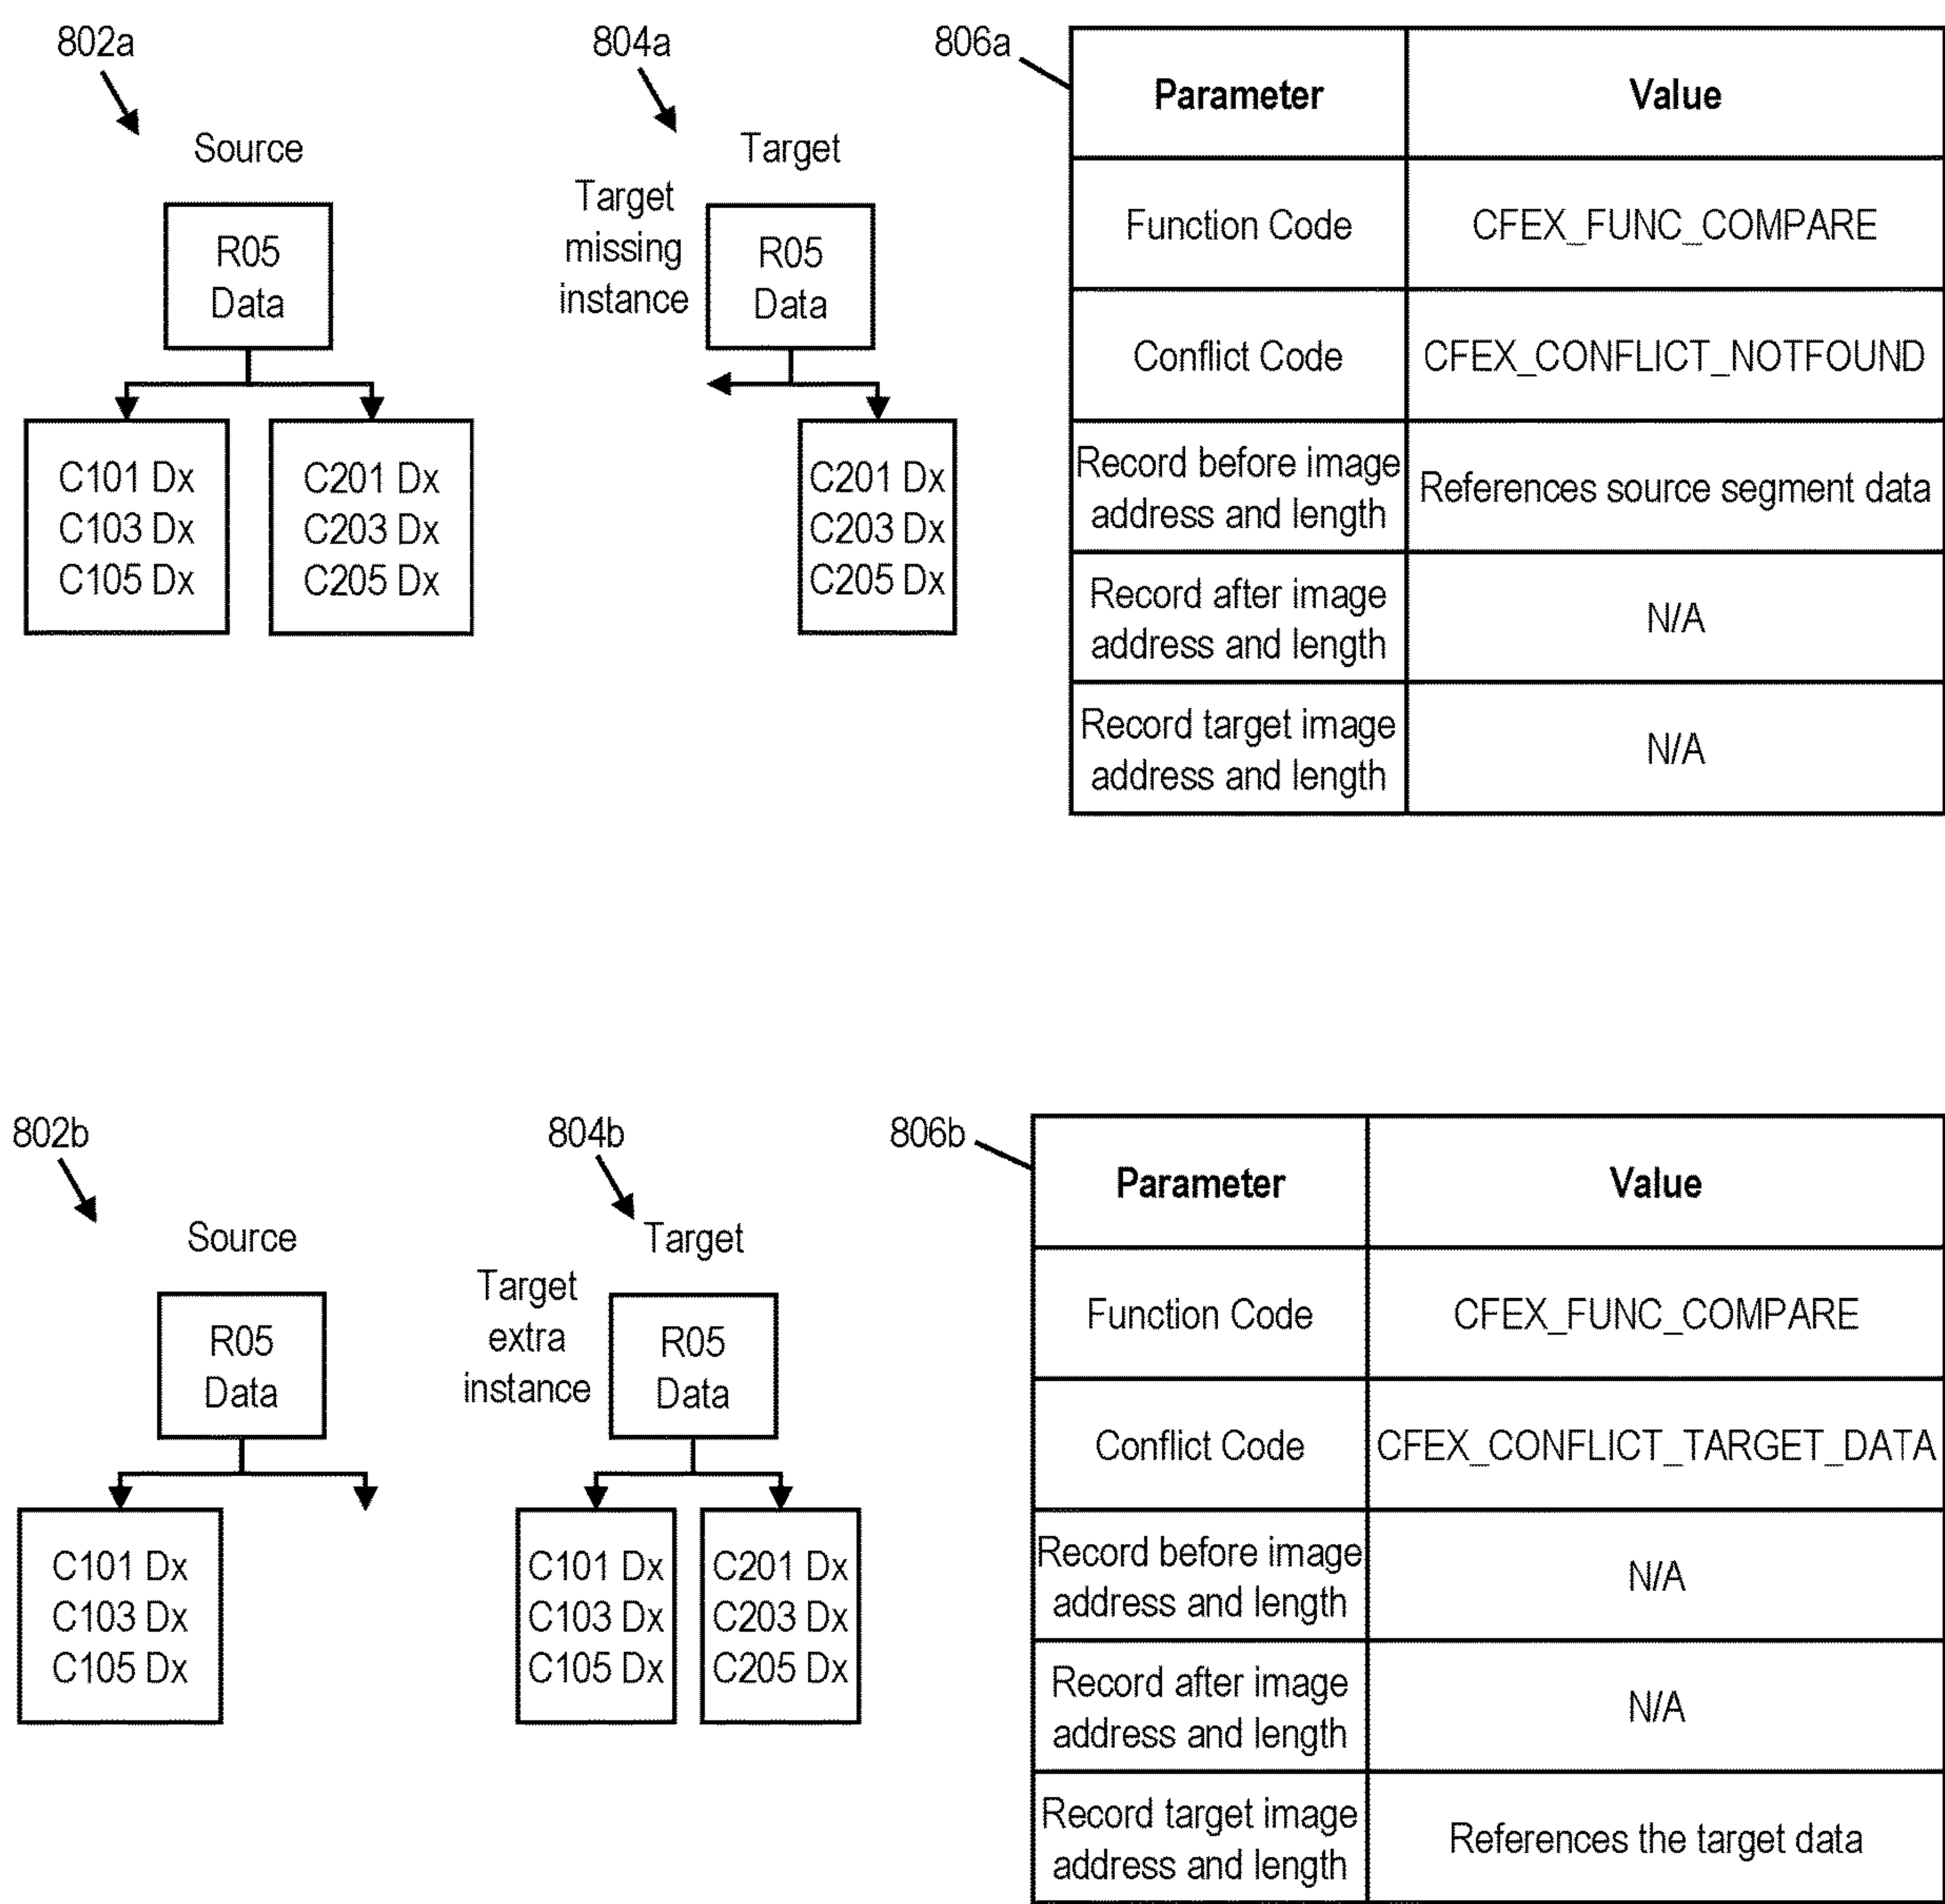 802a
Source
R05
Data
C101 Dx
C103 Dx
C105 Dx
C201 Dx
C203 Dx
C205 Dx
804a
Target
Target
missing
instance
R05
Data
C201 Dx
C203 Dx
C205 Dx
806a
Parameter Value
Function Code CFEX_FUNC_COMPARE
Conflict Code CFEX_CONFLICT_NOTFOUND
Record before image
address and length
References source segment data
Record after image
address and length
N/A
Record target image
address and length
N/A
802b
Source
R05
Data
C101 Dx
C103 Dx
C105 Dx
804b
Target
Target
extra
instance
R05
Data
C101 Dx
C103 Dx
C105 Dx
C201 Dx
C203 Dx
C205 Dx
806b
Parameter Value
Function Code CFEX_FUNC_COMPARE
Conflict Code CFEX_CONFLICT_TARGET_DATA
Record before image
address and length
N/A
Record after image
address and length
N/A
Record target image
address and length
References the target data